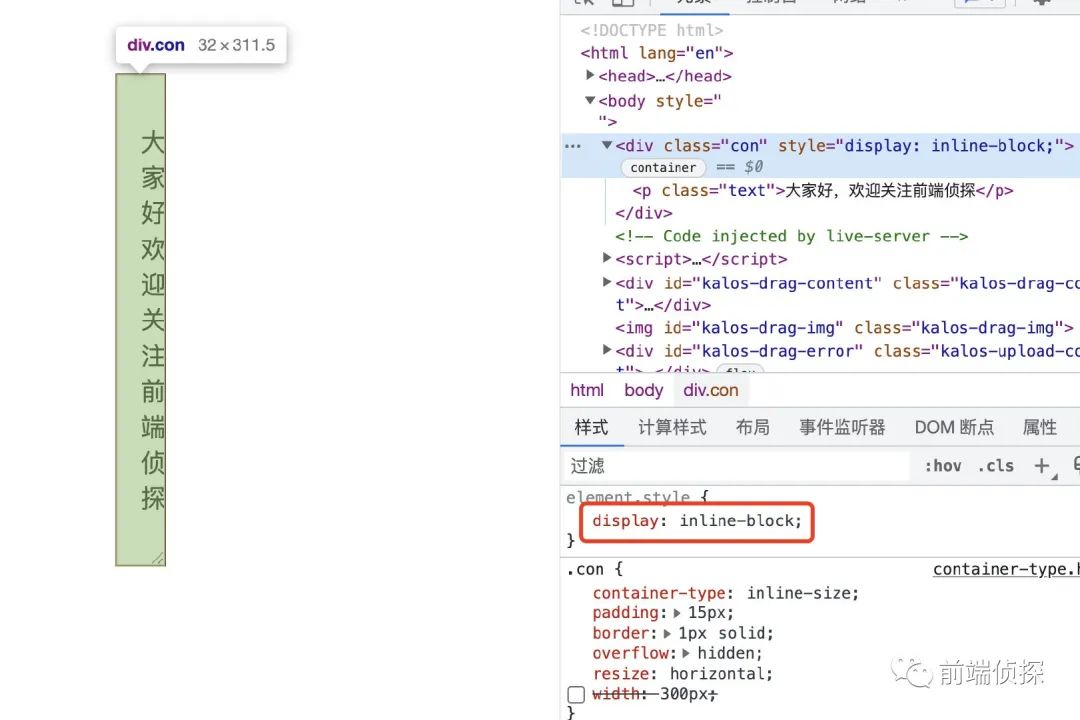 div.con 32 × 311.5
大
家
好
欢
迎
关
注
前
端
侦
探
<!DOCTYPE html>
<html lang="en">
▶<head>…</head>
▼<body style="
">
••• ▼<div class="con" style="display: inline-block;">
container == $0
<p class="text">大家好，欢迎关注前端侦探</p>
</div>
<!-- Code injected by live-server -->
▶<script>…</script>
▶<div id="kalos-drag-content" class="kalos-drag-co
t">…</div>
<img id="kalos-drag-img" class="kalos-drag-img">
▶<div id="kalos-drag-error" class="kalos-upload-co
html body div.con
样式 计算样式 布局 事件监听器 DOM 断点 属性
过滤 :hov .cls +
element.style {
display: inline-block;
}
.con { container-type.h
container-type: inline-size;
padding: ▶ 15px;
border: ▶ 1px solid;
overflow: ▶ hidden;
resize: horizontal;
width: 300px;
}
前端侦探